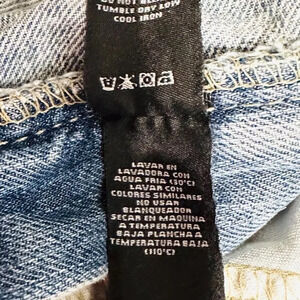 DO NOT BLEACH
TUMBLE DRY LOW
COOL IRON
LAVAR EN
LAVADORA CON
AGUA FRIA (30°C)
LAVAR CON
COLORES SIMILARES
NO USAR
BLANQUEADOR
SECAR EN MAQUINA
A TEMPERATURA
BAJA PLANCHA A
TEMPERATURA BAJA
(110°C)